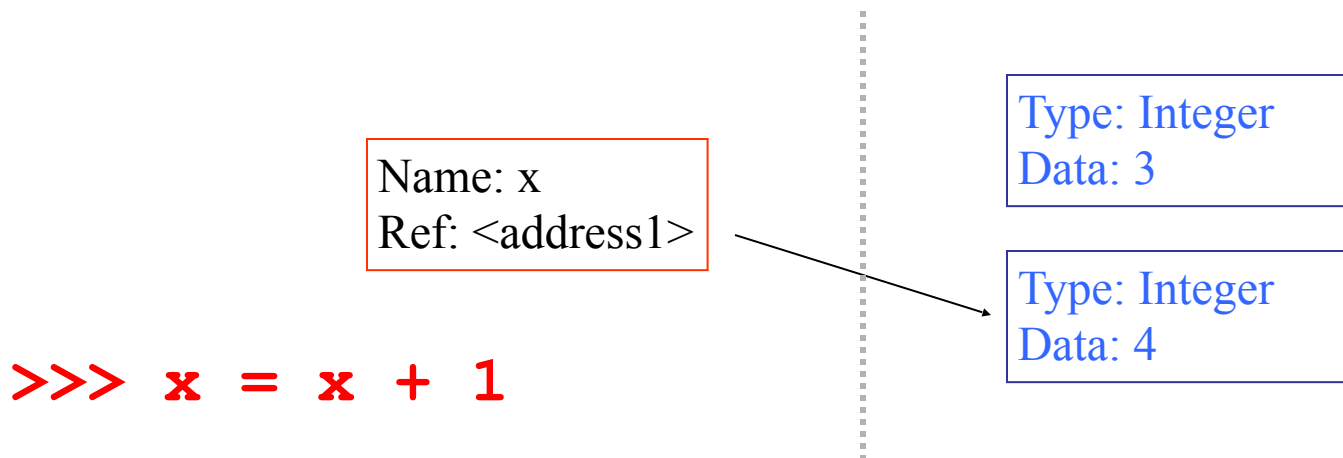 Type: Integer
Data: 3
Name: x
Ref: <address1>
Type: Integer
Data: 4
>>> x = x + 1